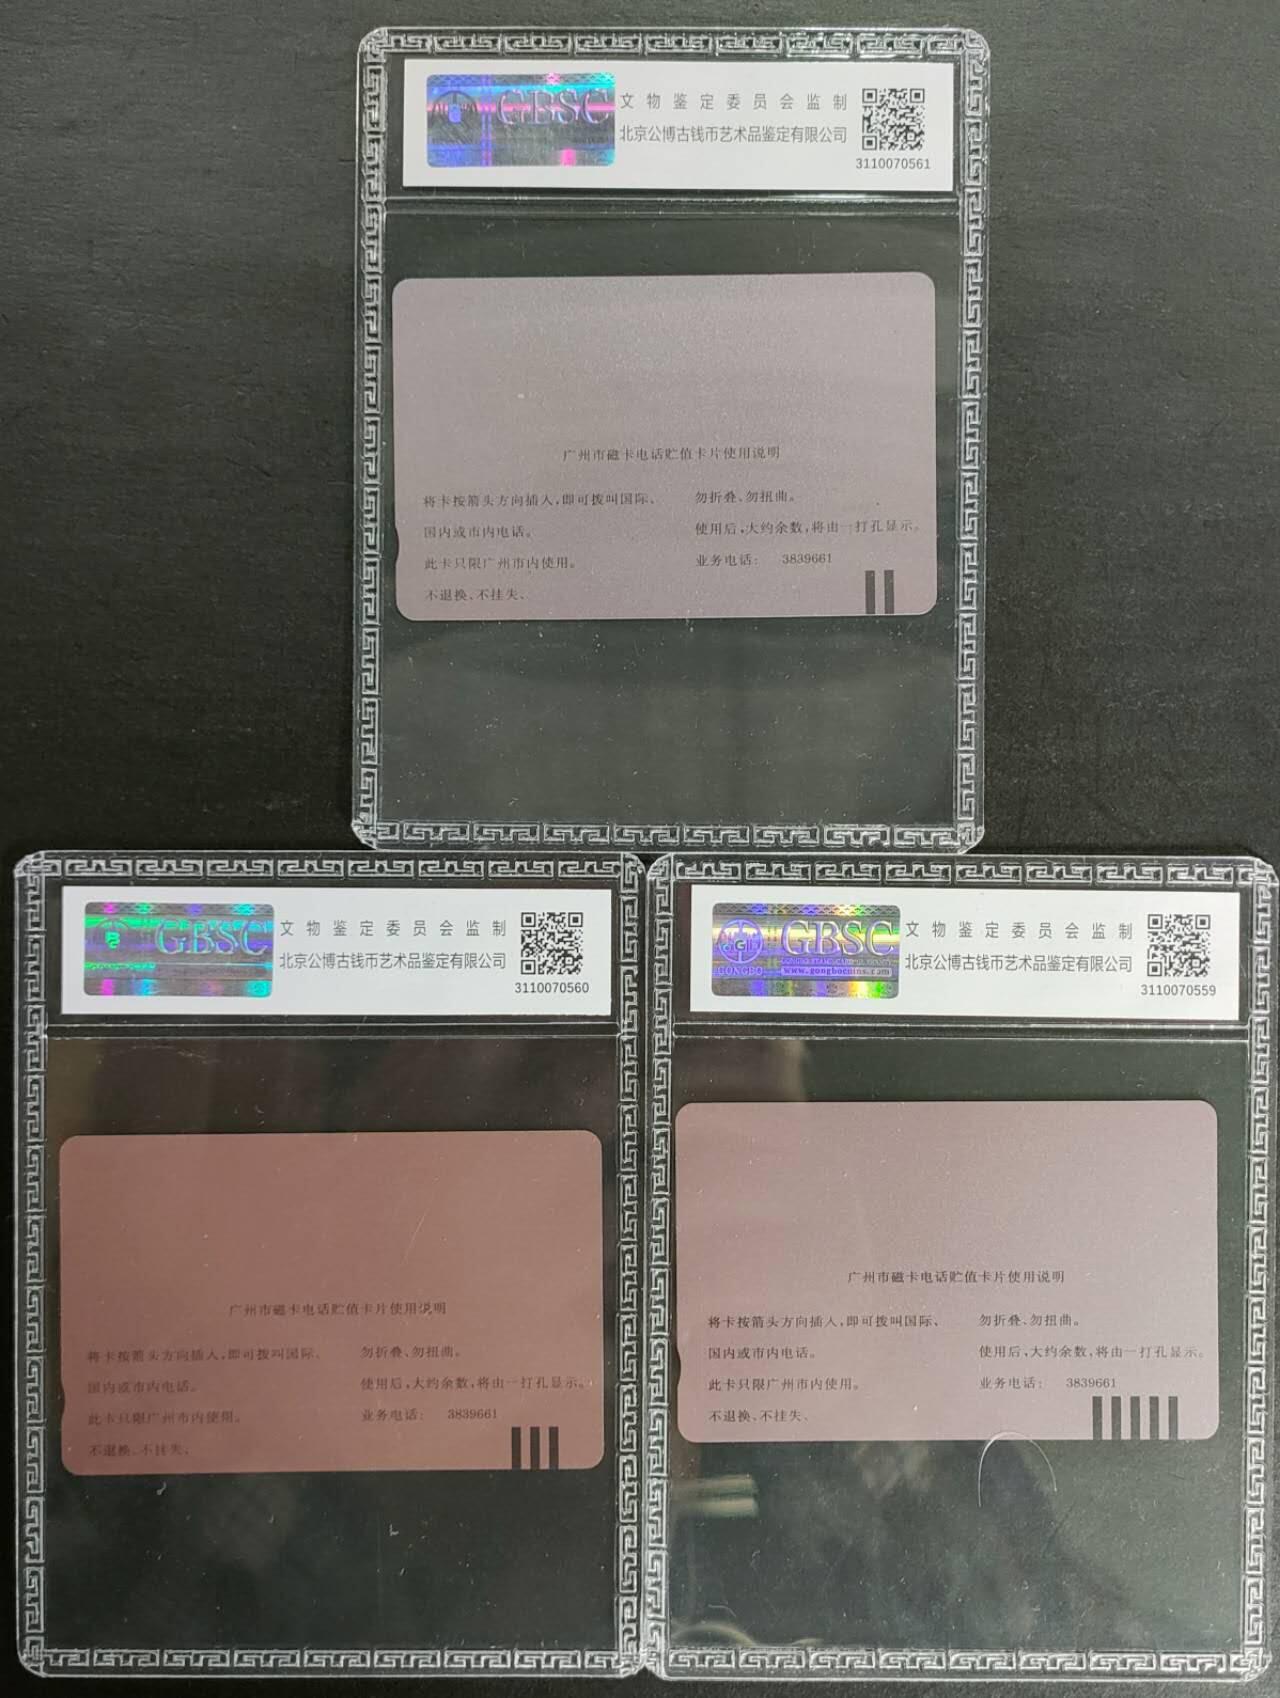 GBSC
文物鉴定委员会监制
北京公博古钱币艺术品鉴定有限公司
3110070561
广州市磁卡电话贮值卡片使用说明
将卡按箭头方向插入,即可拨叫国际、
国内或市内电话。
此卡只限广州市内使用。
不退换、不挂失、
勿折叠、勿扭曲。
使用后,大约余数,将由一打孔显示。
业务电话: 3839661
GBSC
文物鉴定委员会监制
北京公博古钱币艺术品鉴定有限公司
3110070560
广州市磁卡电话贮值卡片使用说明
将卡按箭头方向插入,即可拨叫国际、
国内或市内电话。
此卡只限广州市内使用。
不退换、不挂失、
勿折叠、勿扭曲。
使用后,大约余数,将由一打孔显示。
业务电话: 3839661
GBSC
GONGBO
www.gongbocoins.com
文物鉴定委员会监制
北京公博古钱币艺术品鉴定有限公司
3110070559
广州市磁卡电话贮值卡片使用说明
将卡按箭头方向插入,即可拨叫国际、
国内或市内电话。
此卡只限广州市内使用。
不退换、不挂失、
勿折叠、勿扭曲。
使用后,大约余数,将由一打孔显示。
业务电话: 3839661